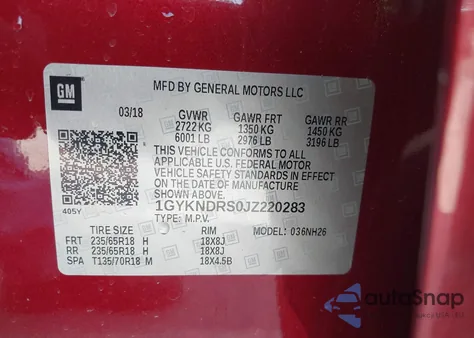 GM
MFD BY GENERAL MOTORS LLC
03/18 GVWR GAWR FRT GAWR RR
2722 KG 1350 KG 1450 KG
6001 LB 2976 LB 3196 LB
THIS VEHICLE CONFORMS TO ALL
APPLICABLE U.S. FEDERAL MOTOR
VEHICLE SAFETY STANDARDS IN EFFECT
ON THE DATE OF MANUFACTURE
SHOWN ABOVE.
1GYKNDRS0JZ220283
405Y TYPE: M.P.V.
TIRE SIZE RIM MODEL: 036NH26
FRT 235/65R18 H 18X8J
RR 235/65R18 H 18X8J
SPA T135/70R18 M 18X4.5B
autoSnap